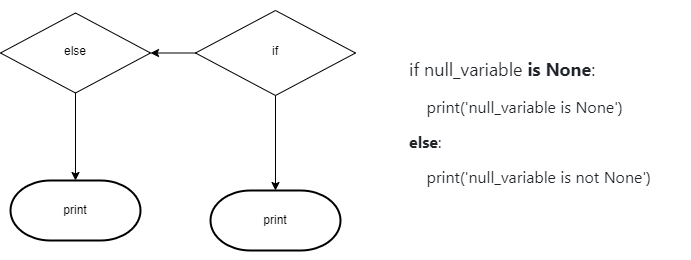 else
if
print
print
if null_variable is None:
print('null_variable is None')
else:
print('null_variable is not None')